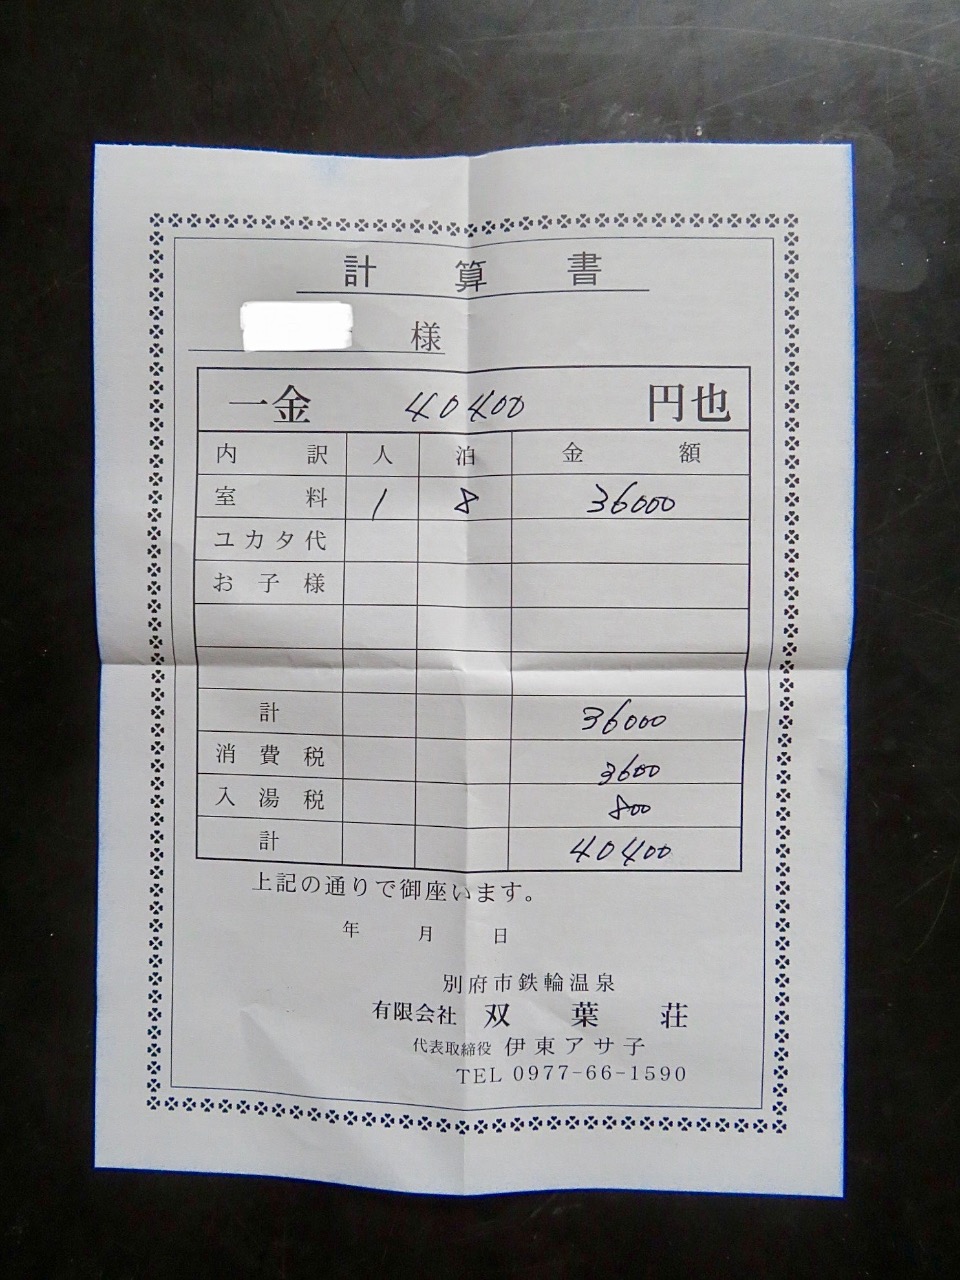 計算書
様
一金 40400 円也
内訳 人 泊 金額
室料 1 8 36000
ユカタ代
お子様
計 36000
消費税 3600
入湯税 800
計 40400
上記の通りで御座います。
年 月 日
別府市鉄輪温泉
有限会社 双葉荘
代表取締役 伊東アサ子
TEL 0977-66-1590